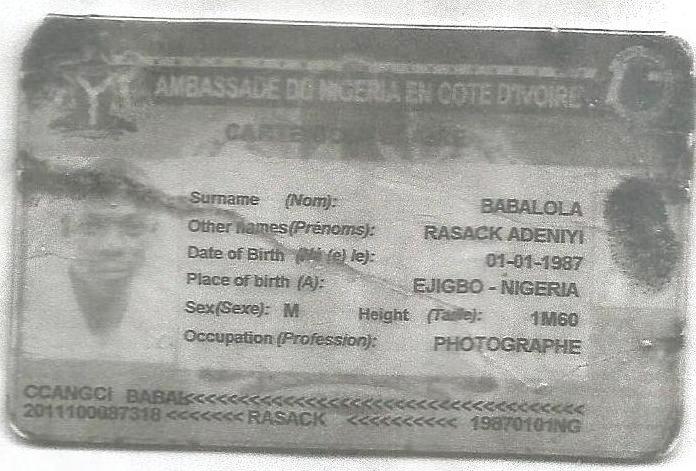 AMBASSADE DU NIGERIA EN COTE D'IVOIRE
Surname (Nom): BABALOLA
Other names(Prénoms): RASACK ADENIYI
Date of Birth (Né (e) le): 01-01-1987
Place of birth (A): EJIGBO - NIGERIA
Sex(Sexe): M Height (Taille): 1M60
Occupation (Profession): PHOTOGRAPHE
CCANGCI BABAL<<<<<<<<<<<<<<<<<<<<<<<<<<<<<<<<<<<<<<<
2011100087318 <<<<<<< RASACK <<<<<<<<<< 19870101NG